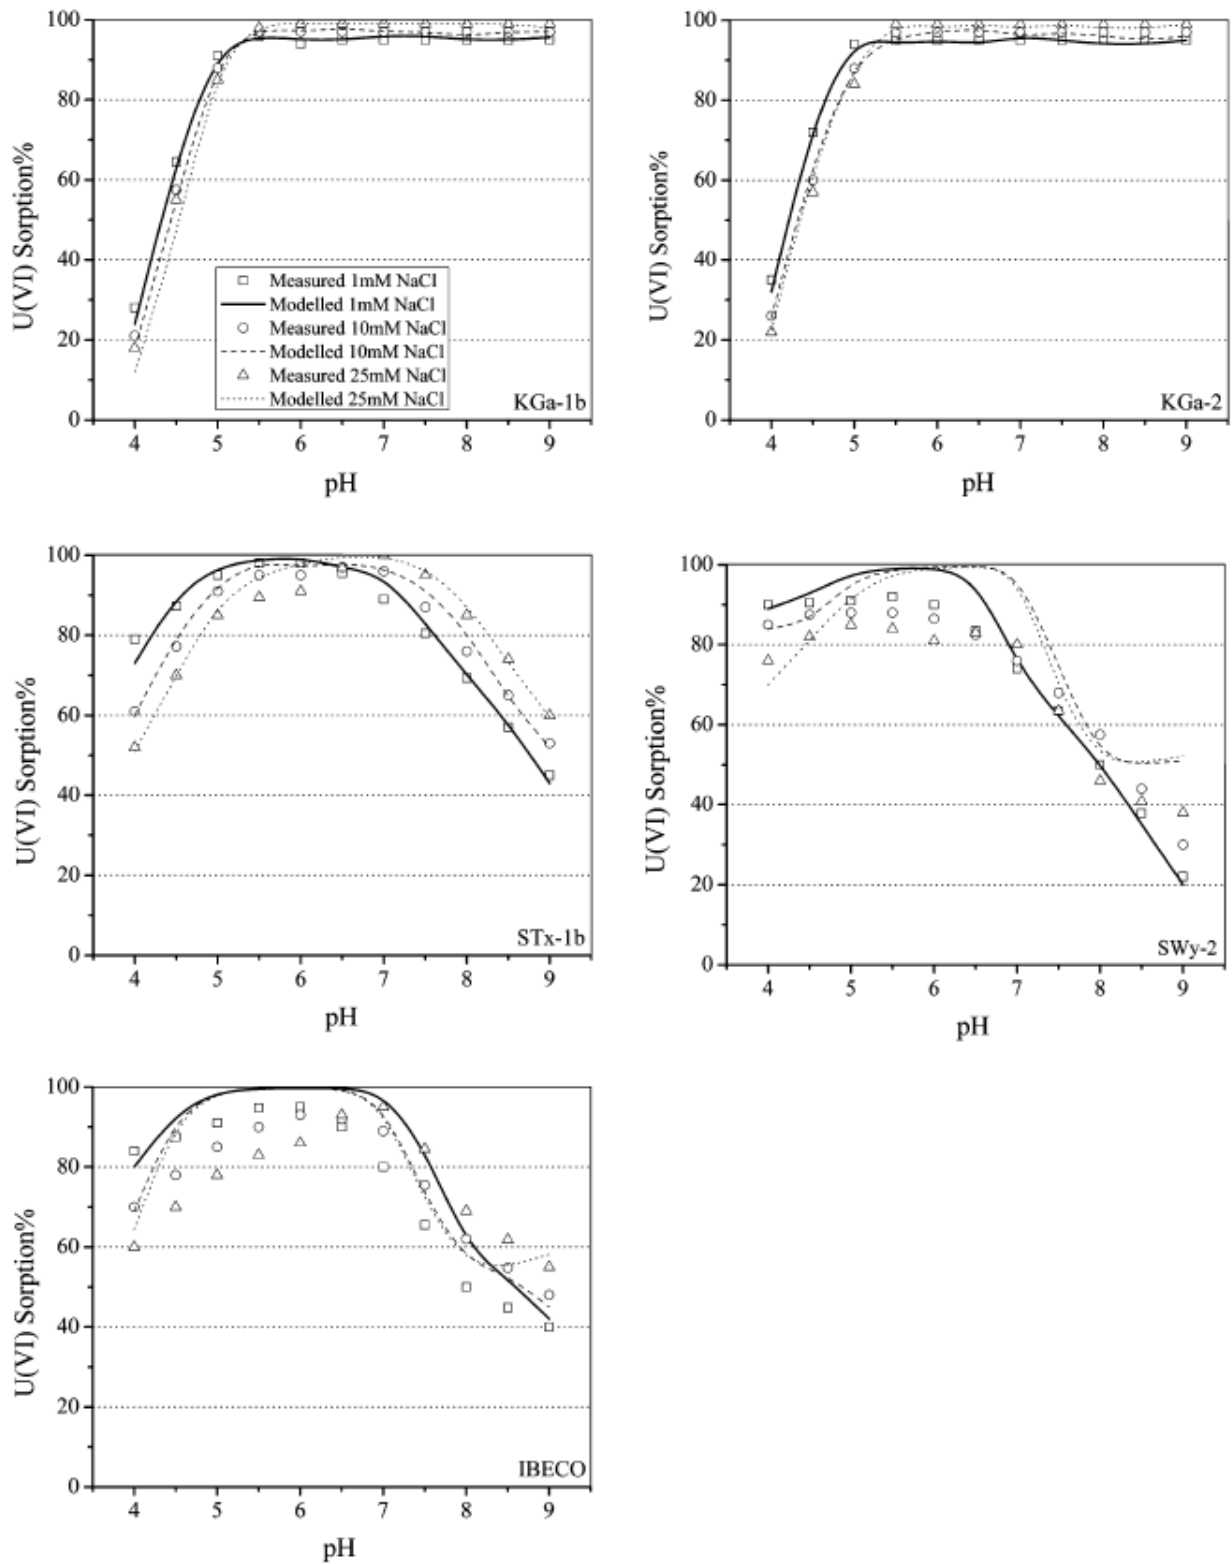 100
80
60
40
20
0
U(VI) Sorption%
Measured 1mM NaCl
Modelled 1mM NaCl
Measured 10mM NaCl
Modelled 10mM NaCl
Measured 25mM NaCl
Modelled 25mM NaCl
KGa-1b
4 5 6 7 8 9
pH
100
80
60
40
20
0
U(VI) Sorption%
KGa-2
4 5 6 7 8 9
pH
100
80
60
40
20
0
U(VI) Sorption%
STx-1b
4 5 6 7 8 9
pH
100
80
60
40
20
0
U(VI) Sorption%
SWy-2
4 5 6 7 8 9
pH
100
80
60
40
20
0
U(VI) Sorption%
IBECO
4 5 6 7 8 9
pH